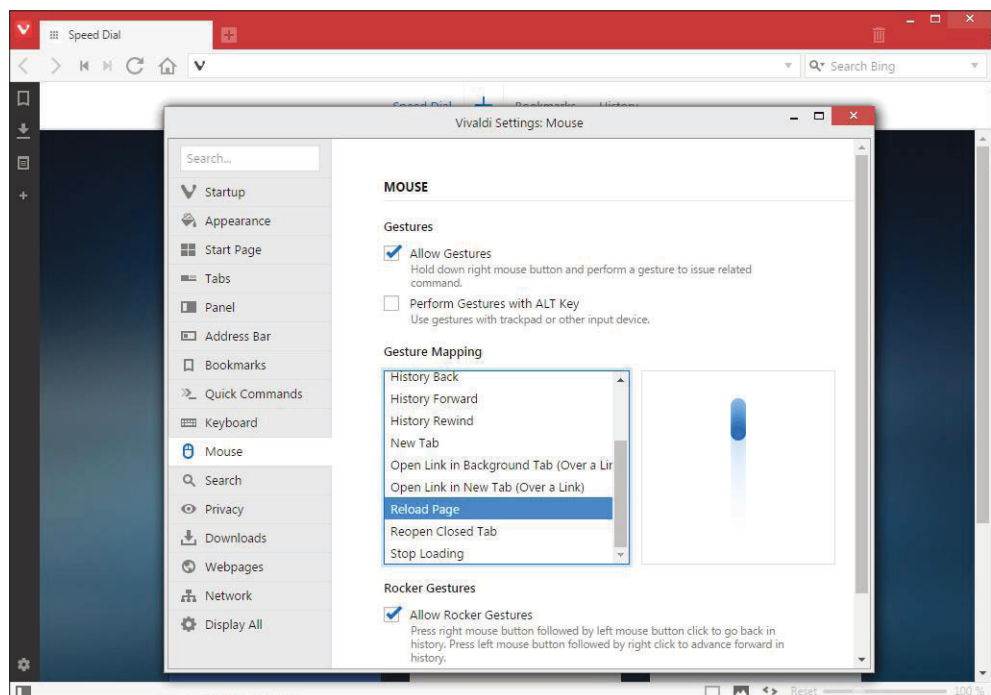 Speed Dial
Search Bing
Speed Dial Bookmarks History
Vivaldi Settings: Mouse
Search...
Startup
Appearance
Start Page
Tabs
Panel
Address Bar
Bookmarks
Quick Commands
Keyboard
Mouse
Search
Privacy
Downloads
Webpages
Network
Display All
MOUSE
Gestures
Allow Gestures
Hold down right mouse button and perform a gesture to issue related
command.
Perform Gestures with ALT Key
Use gestures with trackpad or other input device.
Gesture Mapping
History Back
History Forward
History Rewind
New Tab
Open Link in Background Tab (Over a Lir
Open Link in New Tab (Over a Link)
Reload Page
Reopen Closed Tab
Stop Loading
Rocker Gestures
Allow Rocker Gestures
Press right mouse button followed by left mouse button click to go back in
history. Press left mouse button followed by right click to advance forward in
history.
Reset 100 %